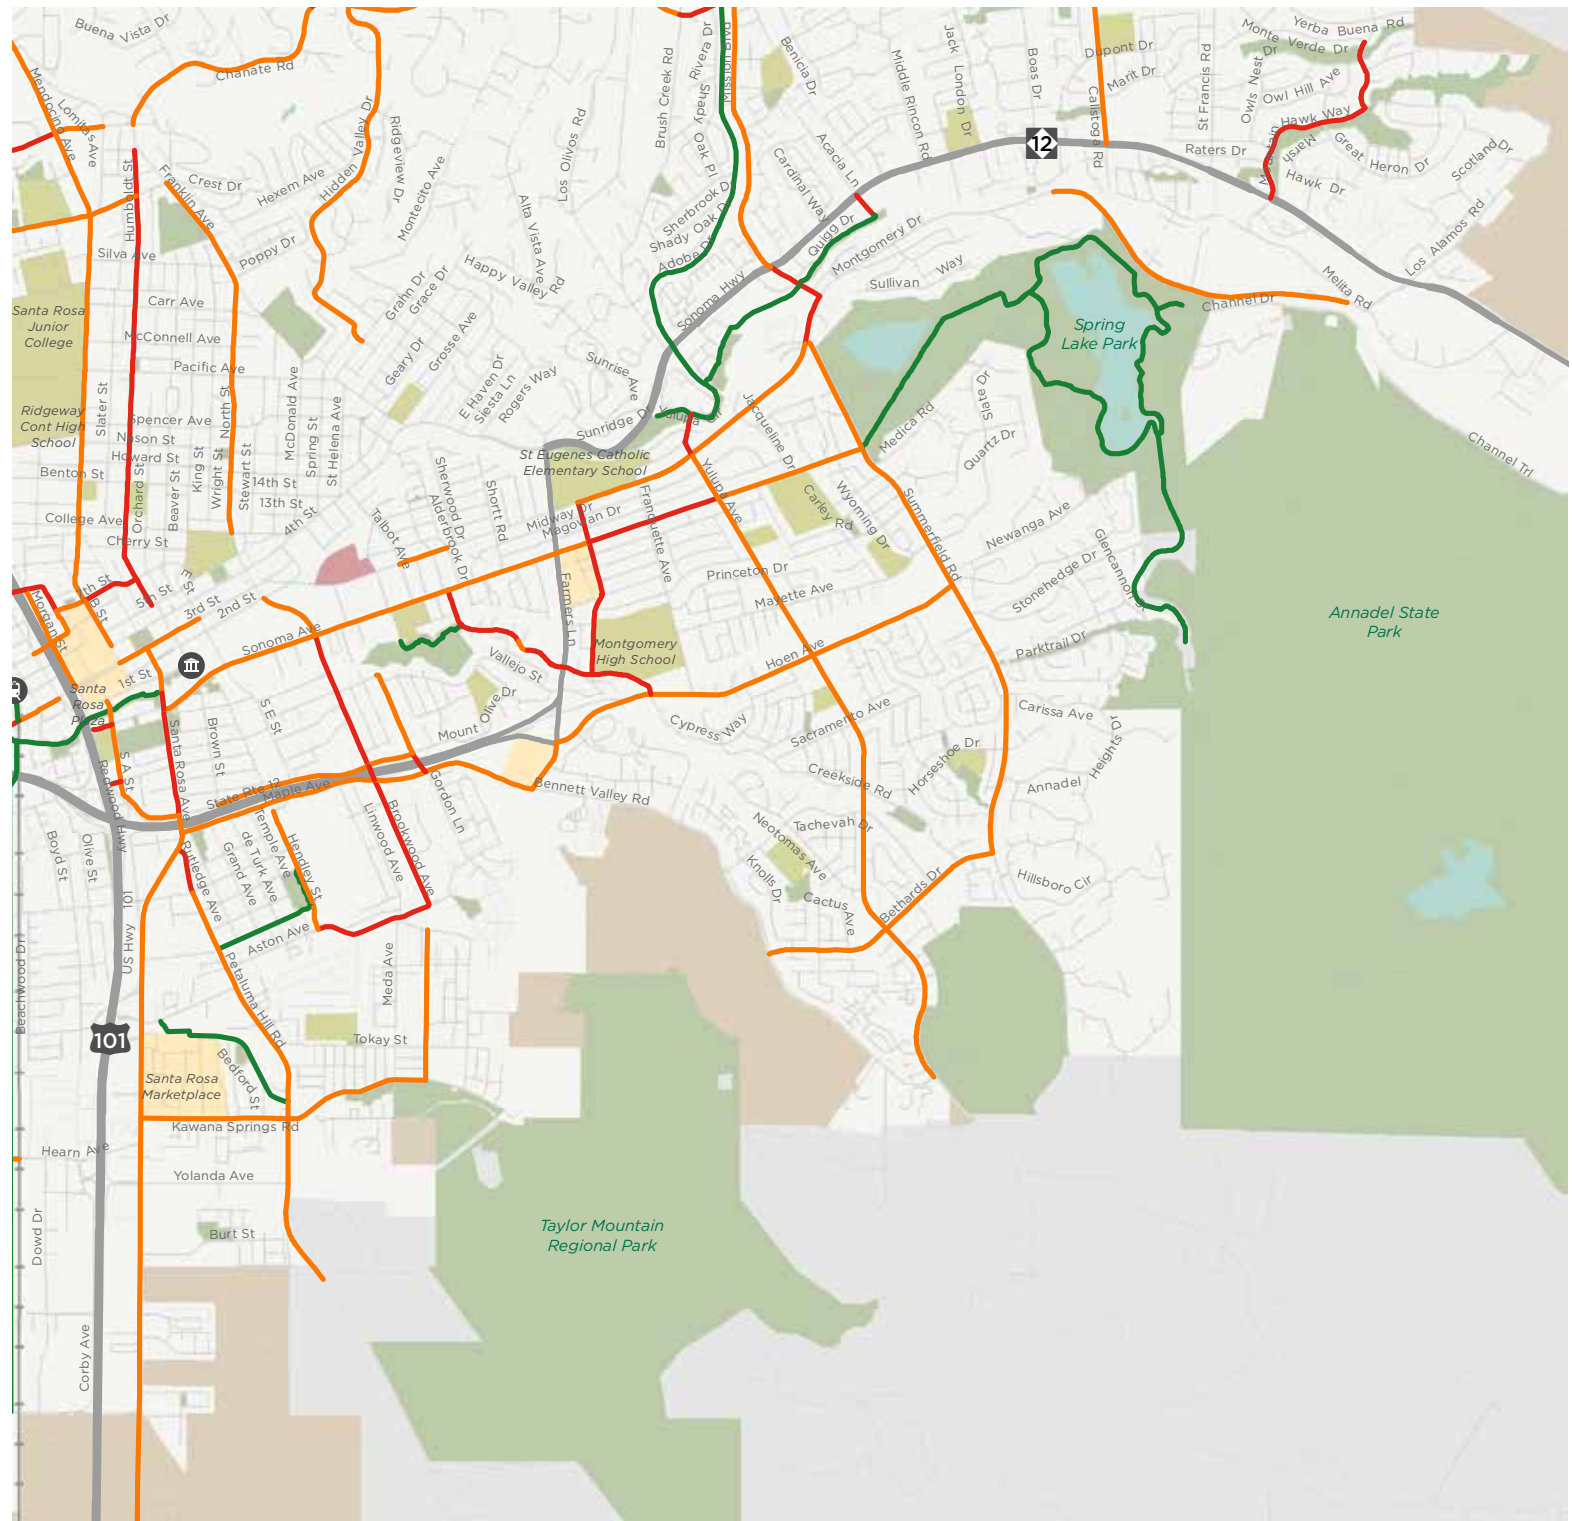 Buena Vista Dr
Chanate Rd
Mendocino Ave
Lomitas Ave
Humboldt St
Franklin Ave
Crest Dr
Hexem Ave
Hidden Valley Dr
Ridgeview Dr
Montecito Ave
Poppy Dr
Silva Ave
Carr Ave
McConnell Ave
Pacific Ave
Santa Rosa
Junior
College
Ridgeway
Cont High
School
Slater St
Spencer Ave
Nason St
Howard St
Benton St
College Ave
Cherry St
Orchard St
Beaver St
King St
Wright St
North St
Stewart St
McDonald Ave
Spring St
St Helena Ave
14th St
13th St
4th St
Los Olivos Rd
Alta Vista Ave
Happy Valley
Rd
Grahn Dr
Grace Dr
Geary Dr
Grosse Ave
E Haven Dr
Siesta Ln
Rogers Way
Sunrise Ave
Sunridge Dr
Brush Creek Rd
Rivera Dr
Shady Oak Pl
Mission Blvd
Sherbrook Dr
Shady Oak Dr
Adobe Dr
Sonoma Hwy
Benicia Dr
Acacia Ln
Cardinal Way
Quigg Dr
Montgomery Dr
Middle Rincon Rd
Jack London Dr
Boas Dr
12
Dupont Dr
Marit Dr
Calistoga Rd
St Francis Rd
Raters Dr
Yerba Buena Rd
Monte Verde Dr
Owls Nest
Dr
Owl Hill Ave
Hawk Way
Mountain
Marsh
Hawk Dr
Great Heron Dr
Scotland Dr
Los Alamos Rd
Melita Rd
Channel Dr
Channel Trl
Sullivan Way
Spring
Lake Park
Slate Dr
Medica Rd
Quartz Dr
Yulupa Cir
Jacqueline Dr
St Eugenes Catholic
Elementary School
Sherwood Dr
Alderbrook Dr
Shortt Rd
Talbot Ave
Midway Dr
Magowan Dr
Franquette Ave
Yulupa Ave
Carley Rd
Wyoming Dr
Summerfield Rd
Newanga Ave
Stonehedge Dr
Glencannon St
Parktrail Dr
Princeton Dr
Mayette Ave
Hoen Ave
Farmers Ln
Montgomery
High School
Annadel State
Park
7th St
5th St
E St
B St
3rd St
2nd St
1st St
Morgan St
Sonoma Ave
Santa
Rosa
Plaza
Vallejo St
Mount Olive Dr
Cypress Way
Sacramento Ave
Carissa Ave
Annadel
Heights Dr
Horseshoe Dr
Creekside Rd
Bennett Valley Rd
S E St
Brown St
Santa Rosa Ave
S A St
Redwood Hwy
State Rte 12
Maple Ave
Gordon Ln
Brookwood Ave
Linwood Ave
Temple Ave
de Turk Ave
Grand Ave
Hendley St
Rutledge Ave
Aston Ave
Boyd St
Olive St
US Hwy 101
Beachwood Dr
Neotomas Ave
Knolls Dr
Tachevah Dr
Cactus Ave
Bethards Dr
Hillsboro Cir
Meda Ave
Petaluma Hill Rd
Tokay St
101
Bedford St
Santa Rosa
Marketplace
Kawana Springs Rd
Hearn Ave
Yolanda Ave
Burt St
Dowd Dr
Corby Ave
Taylor Mountain
Regional Park